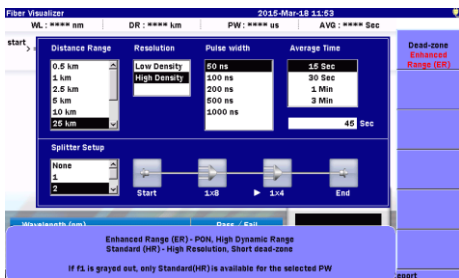 Fiber Visualizer 2015-Mar-18 11:53
WL : **** nm DR : **** km PW : **** us AVG : **** Sec
start
Distance Range Resolution Pulse width Average Time
0.5 km
1 km
2.5 km
5 km
10 km
25 km
Low Density
High Density
50 ns
100 ns
200 ns
500 ns
1000 ns
15 Sec
30 Sec
1 Min
3 Min
45 Sec
Dead-zone
Enhanced
Range (ER)
Splitter Setup
None
1
2
Start 1×8 ▶ 1×4 End
Wavelength (nm) Pass / Fail
Enhanced Range (ER) - PON, High Dynamic Range
Standard (HR) - High Resolution, Short dead-zone
If f1 is grayed out, only Standard(HR) is available for the selected PW